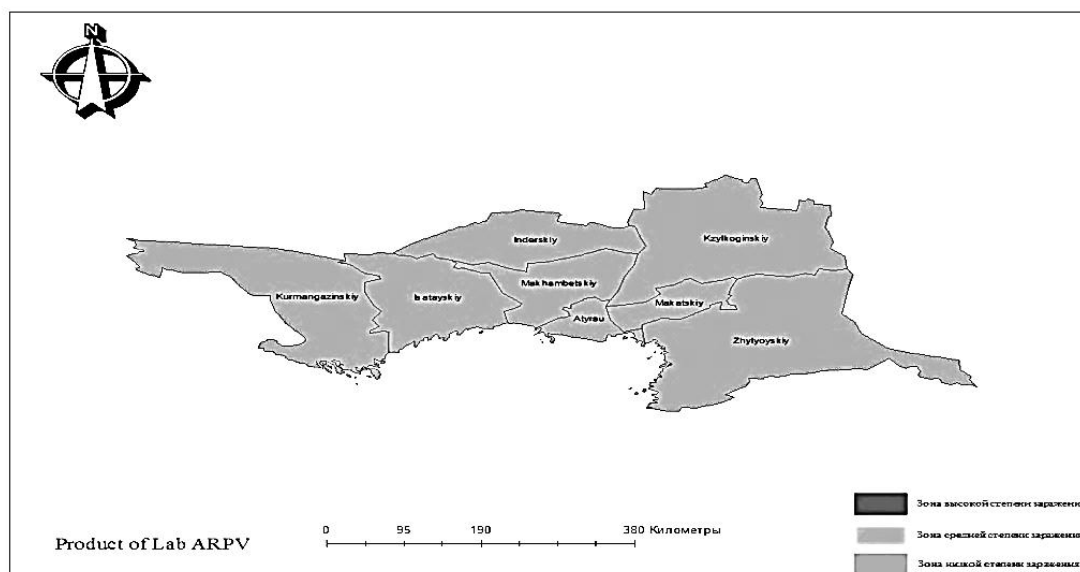 N
Inderskiy
Kzylkoginskiy
Makhambetskiy
Kurmangazinskiy
Isatayskiy
Makatskiy
Atyrau
Zhylyoyskiy
0 95 190 380 Километры
Зона высокой степени заражения
Product of Lab ARPV
Зона средней степени заражения
Зона низкой степени заражения